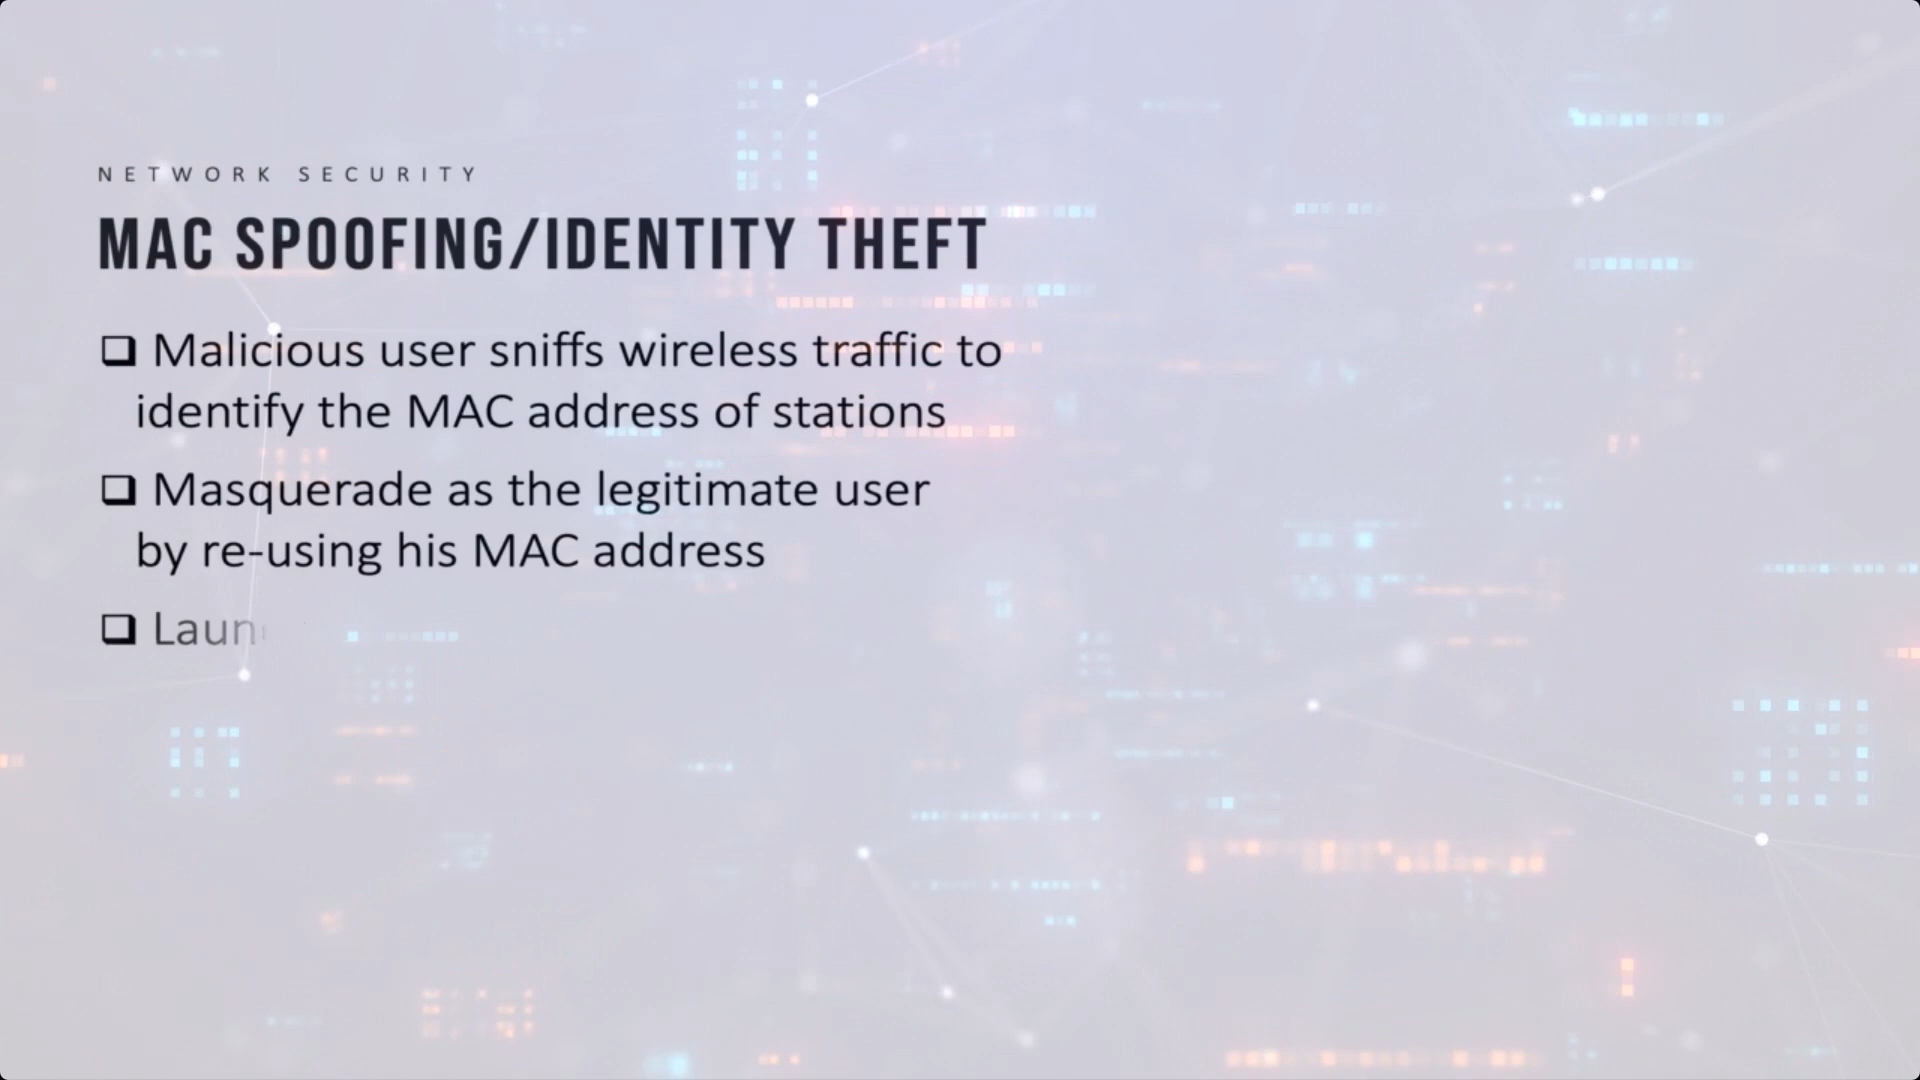 NETWORK SECURITY
MAC SPOOFING/IDENTITY THEFT
❑ Malicious user sniffs wireless traffic to
identify the MAC address of stations
❑ Masquerade as the legitimate user
by re-using his MAC address
❑ Laun